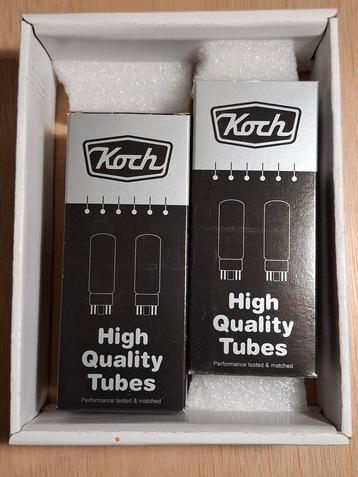 Koch
High
Quality
Tubes
Performance tested & matched
Koch
High
Quality
Tubes
Performance tested & matched